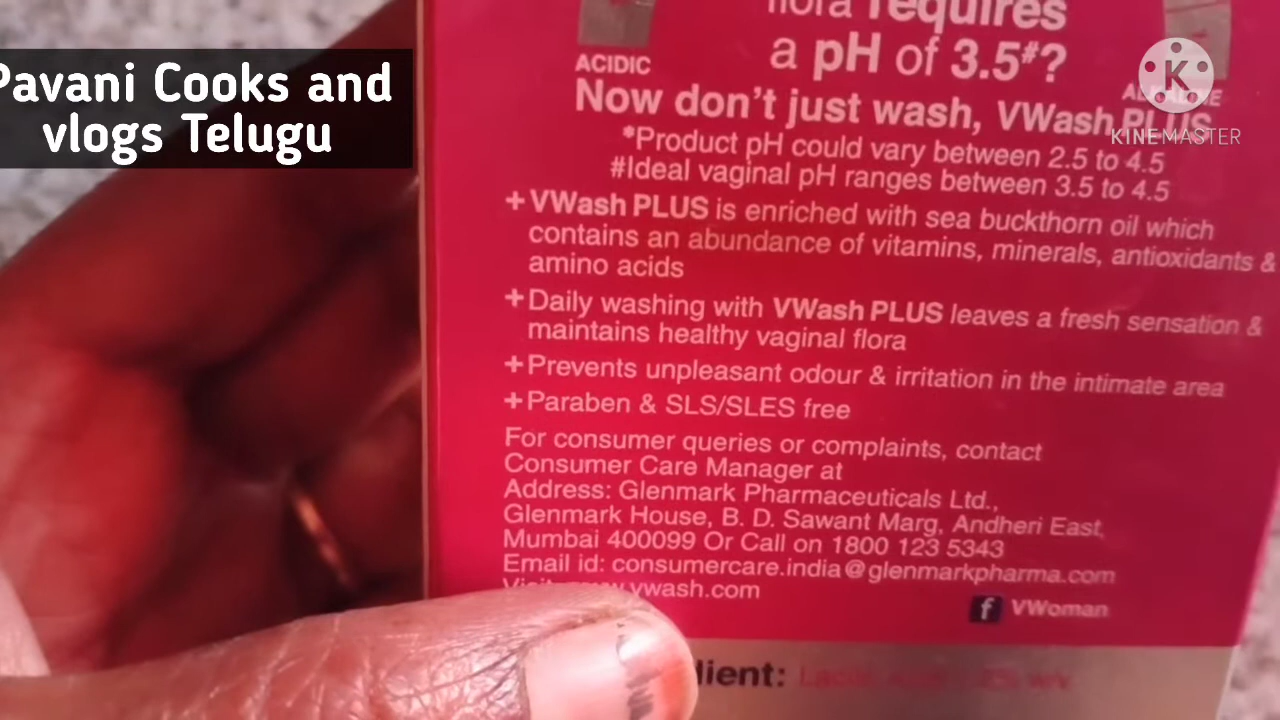 Pavani Cooks and
vlogs Telugu
flora requires
a pH of 3.5#?
ACIDIC
KINEMASTER
Now don't just wash, VWash PLUS
*Product pH could vary between 2.5 to 4.5
#Ideal vaginal pH ranges between 3.5 to 4.5
+ VWash PLUS is enriched with sea buckthorn oil which
contains an abundance of vitamins, minerals, antioxidants &
amino acids
+ Daily washing with VWash PLUS leaves a fresh sensation &
maintains healthy vaginal flora
+ Prevents unpleasant odour & irritation in the intimate area
+ Paraben & SLS/SLES free
For consumer queries or complaints, contact
Consumer Care Manager at
Address: Glenmark Pharmaceuticals Ltd.,
Glenmark House, B. D. Sawant Marg, Andheri East,
Mumbai 400099 Or Call on 1800 123 5343
Email id: consumercare.india@glenmarkpharma.com
vwash.com
f VWoman